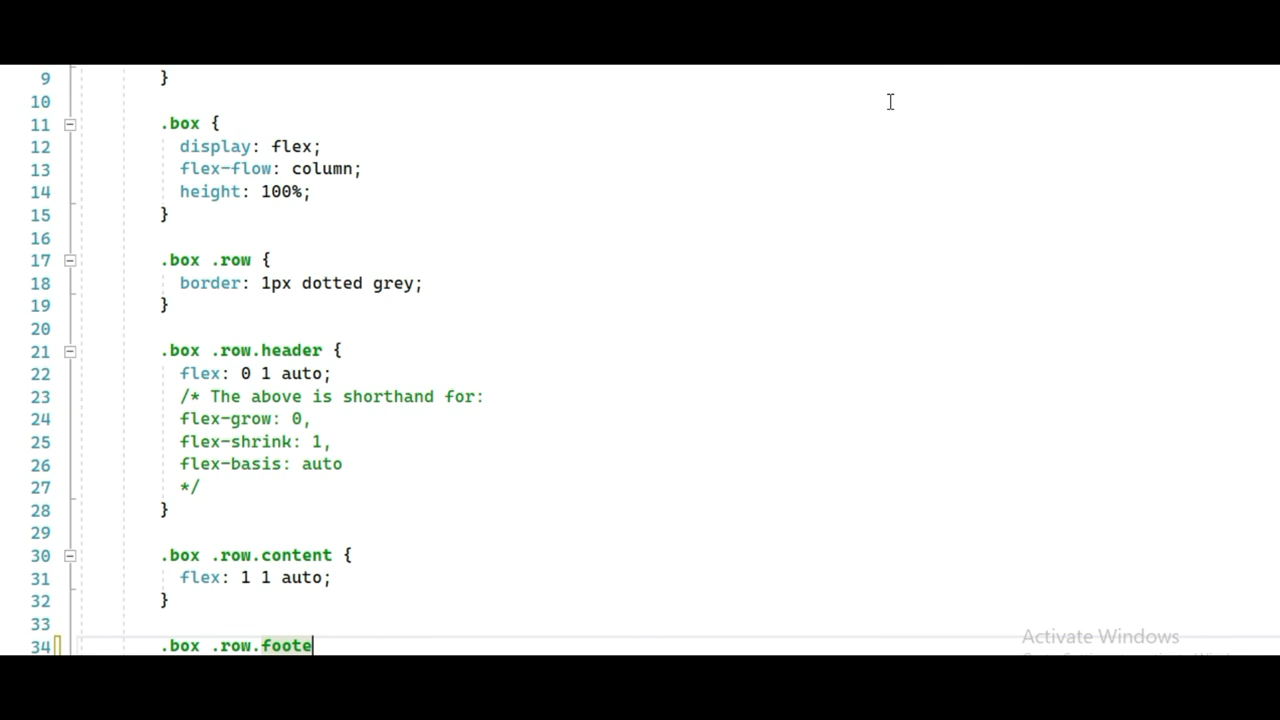 9 }
10
11 .box {
12 display: flex;
13 flex-flow: column;
14 height: 100%;
15 }
16
17 .box .row {
18 border: 1px dotted grey;
19 }
20
21 .box .row.header {
22 flex: 0 1 auto;
23 /* The above is shorthand for:
24 flex-grow: 0,
25 flex-shrink: 1,
26 flex-basis: auto
27 */
28 }
29
30 .box .row.content {
31 flex: 1 1 auto;
32 }
33
34 .box .row.foote
Activate Windows